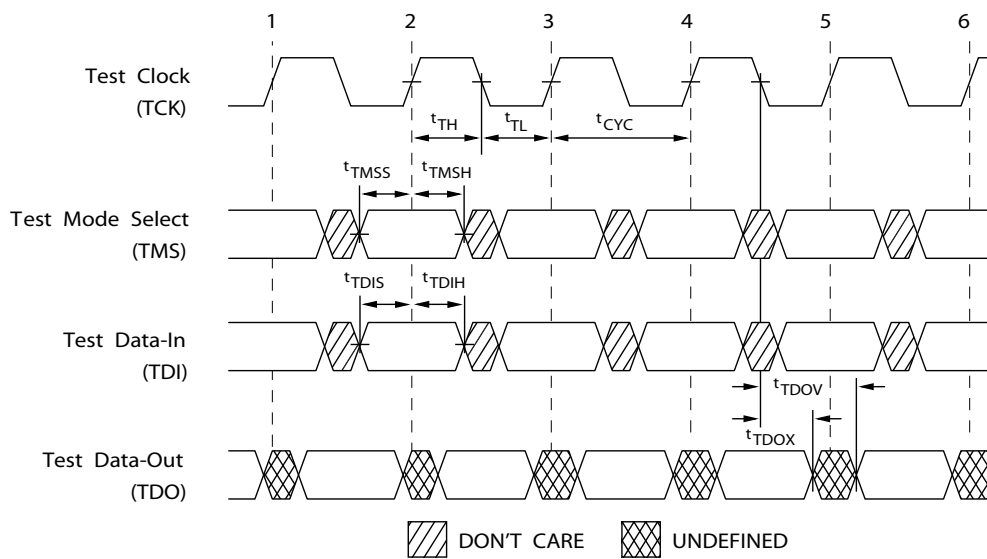 1 2 3 4 5 6
Test Clock
(TCK)
tTH tTL tCYC
tTMSS tTMSH
Test Mode Select
(TMS)
tTDIS tTDIH
Test Data-In
(TDI)
tTDOV
tTDOX
Test Data-Out
(TDO)
DON'T CARE UNDEFINED